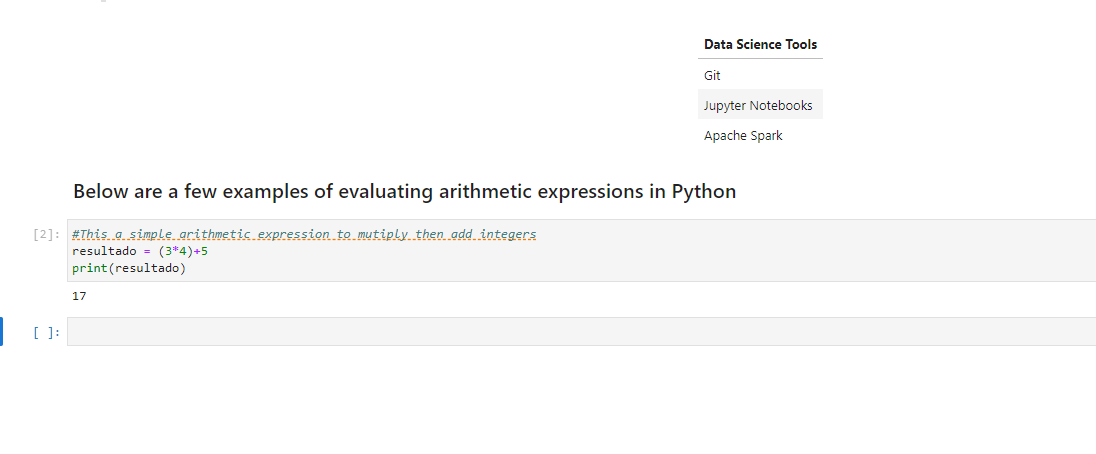 Data Science Tools
Git
Jupyter Notebooks
Apache Spark
Below are a few examples of evaluating arithmetic expressions in Python
[2]: #This a simple arithmetic expression to mutiply then add integers
resultado = (3*4)+5
print(resultado)
17
[ ]: